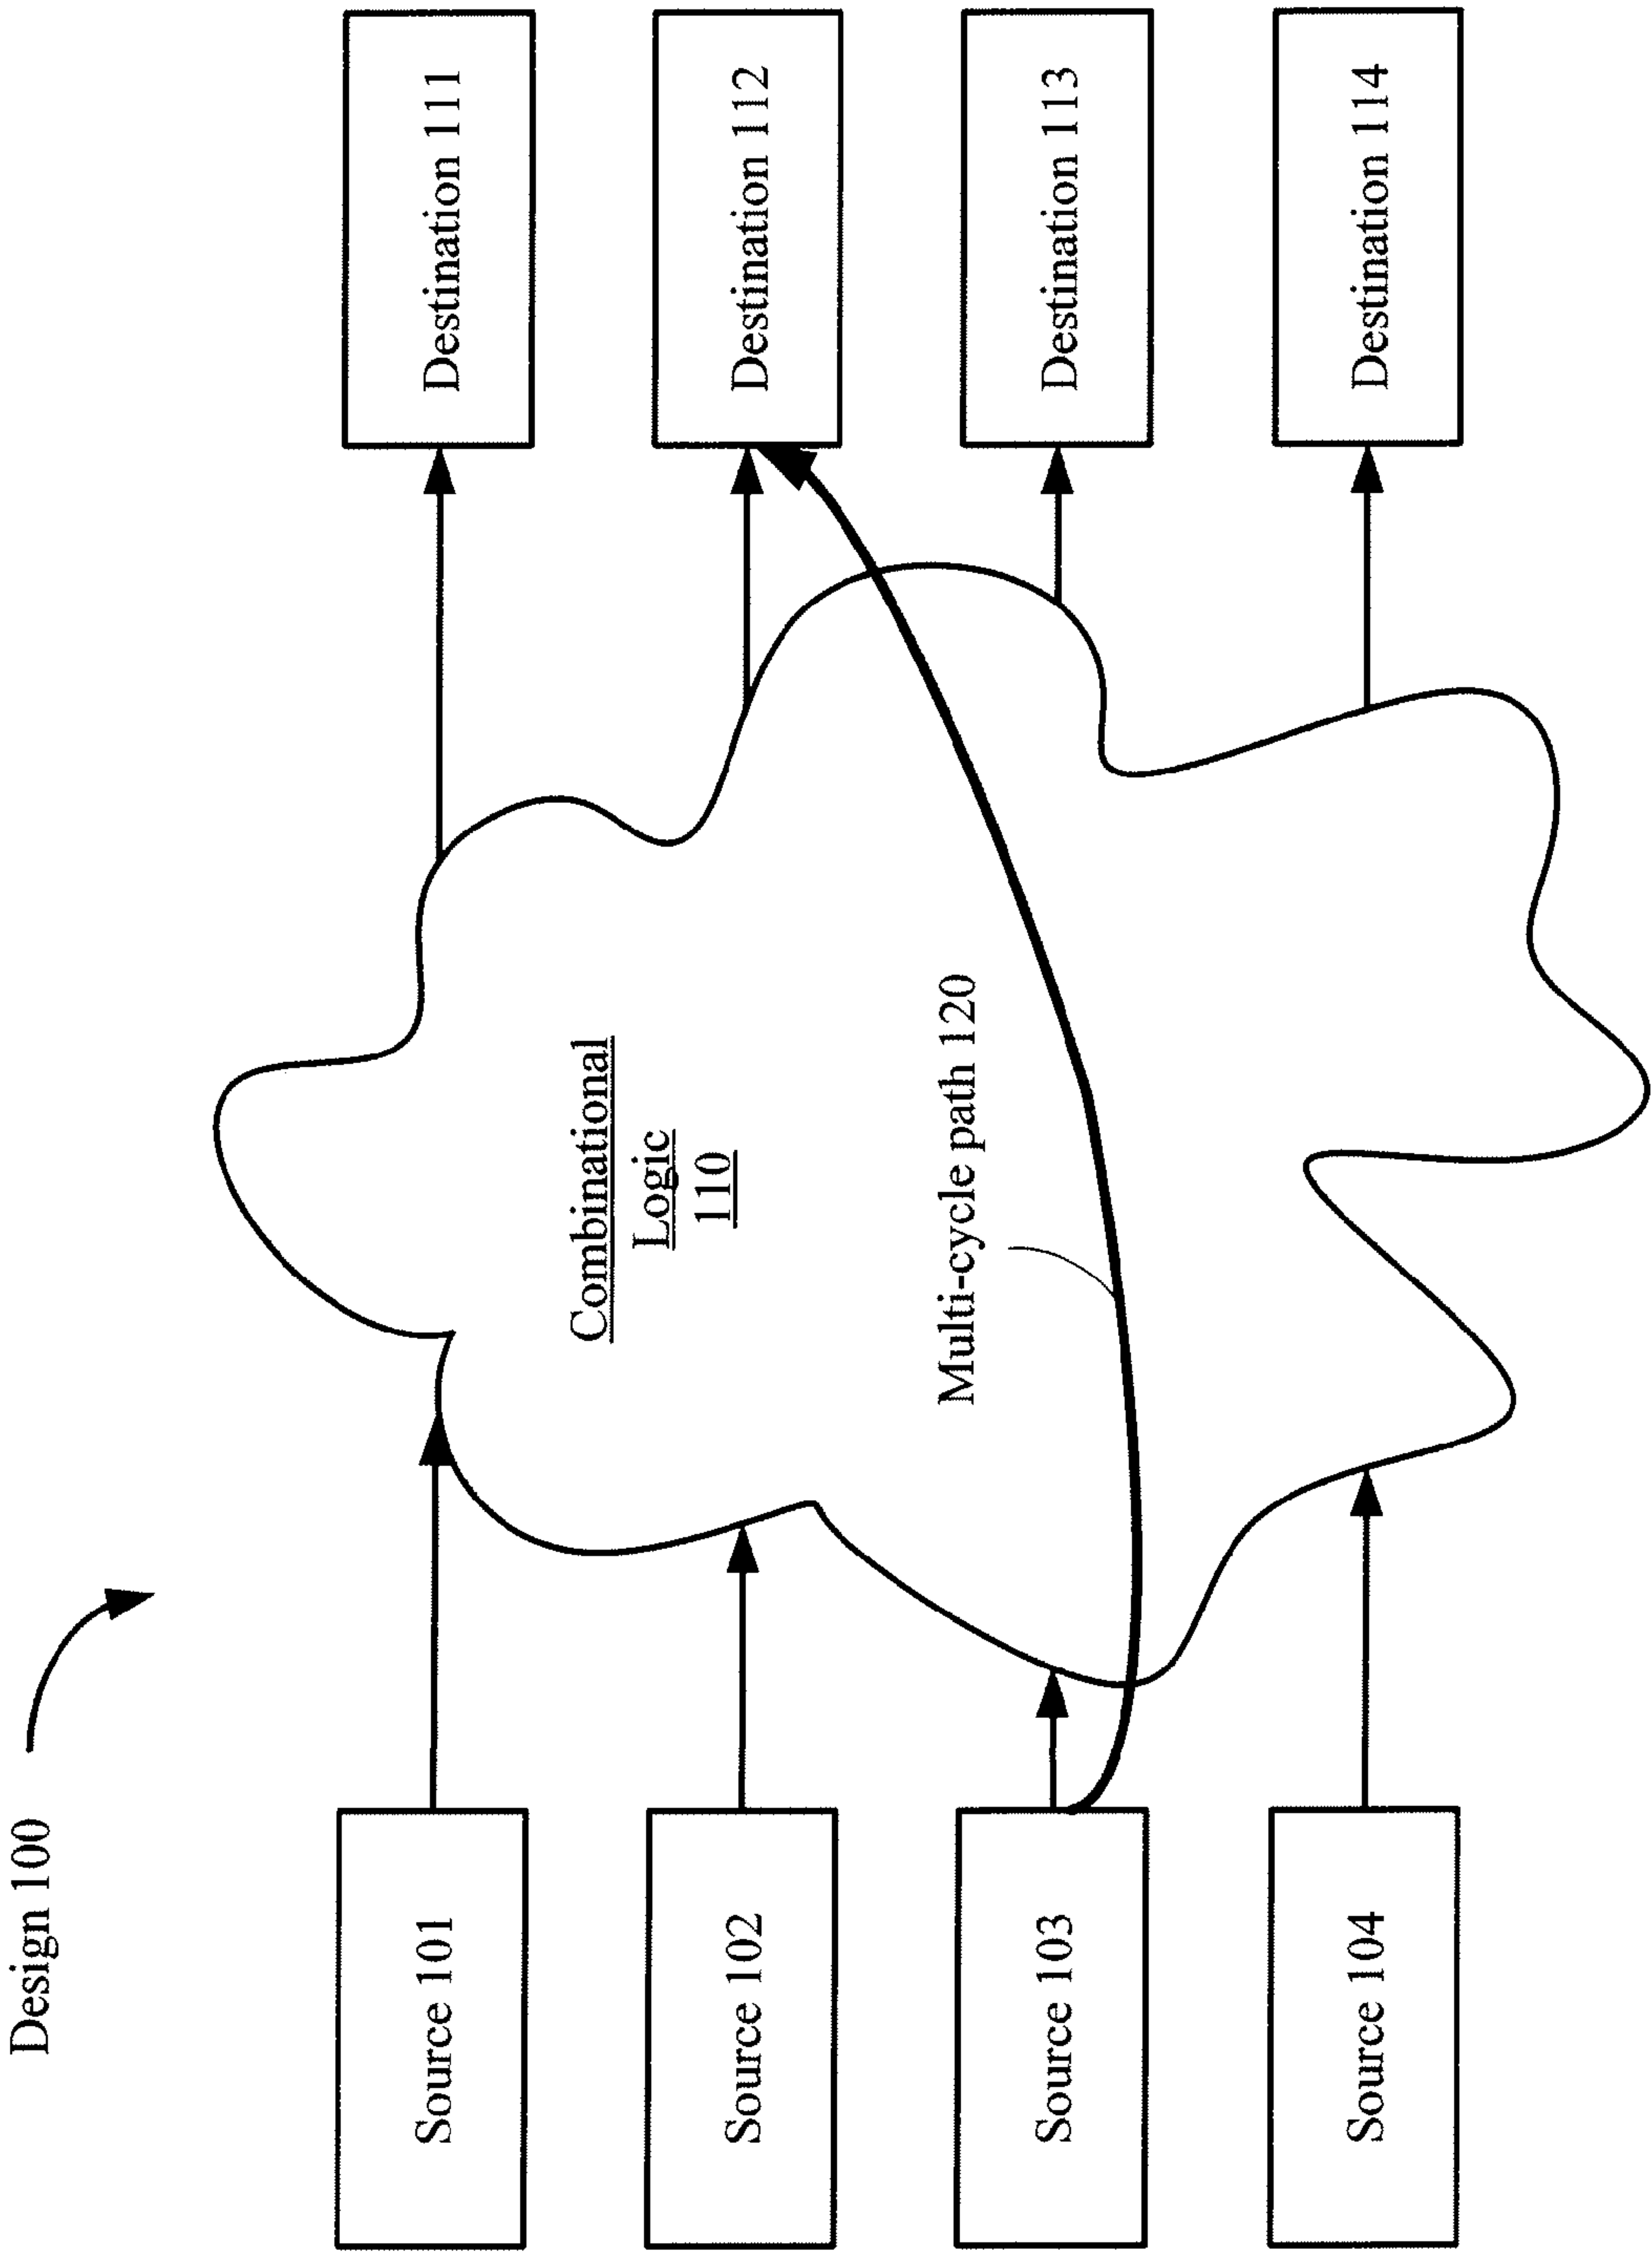 Design 100
Source 101
Source 102
Source 103
Source 104
Combinational
Logic
110
Multi-cycle path 120
Destination 111
Destination 112
Destination 113
Destination 114